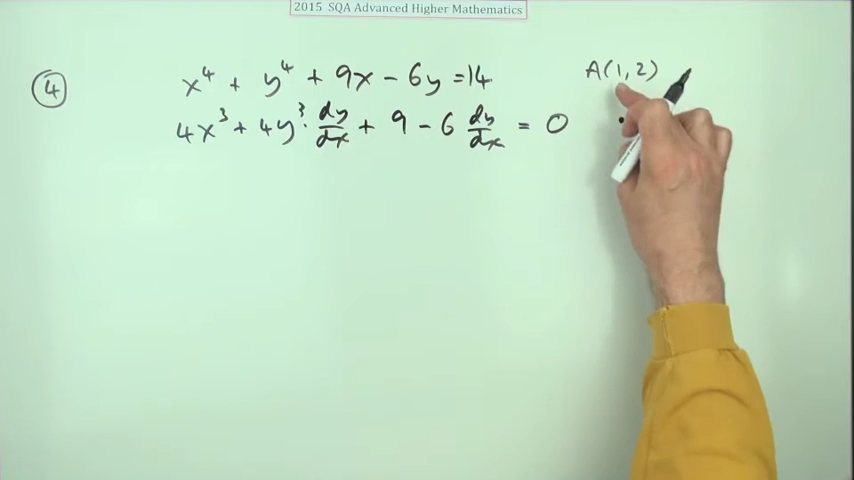 2015 SQA Advanced Higher Mathematics
④ x⁴ + y⁴ + 9x - 6y = 14 A(1, 2)
4x³ + 4y³ · dy/dx + 9 - 6 dy/dx = 0